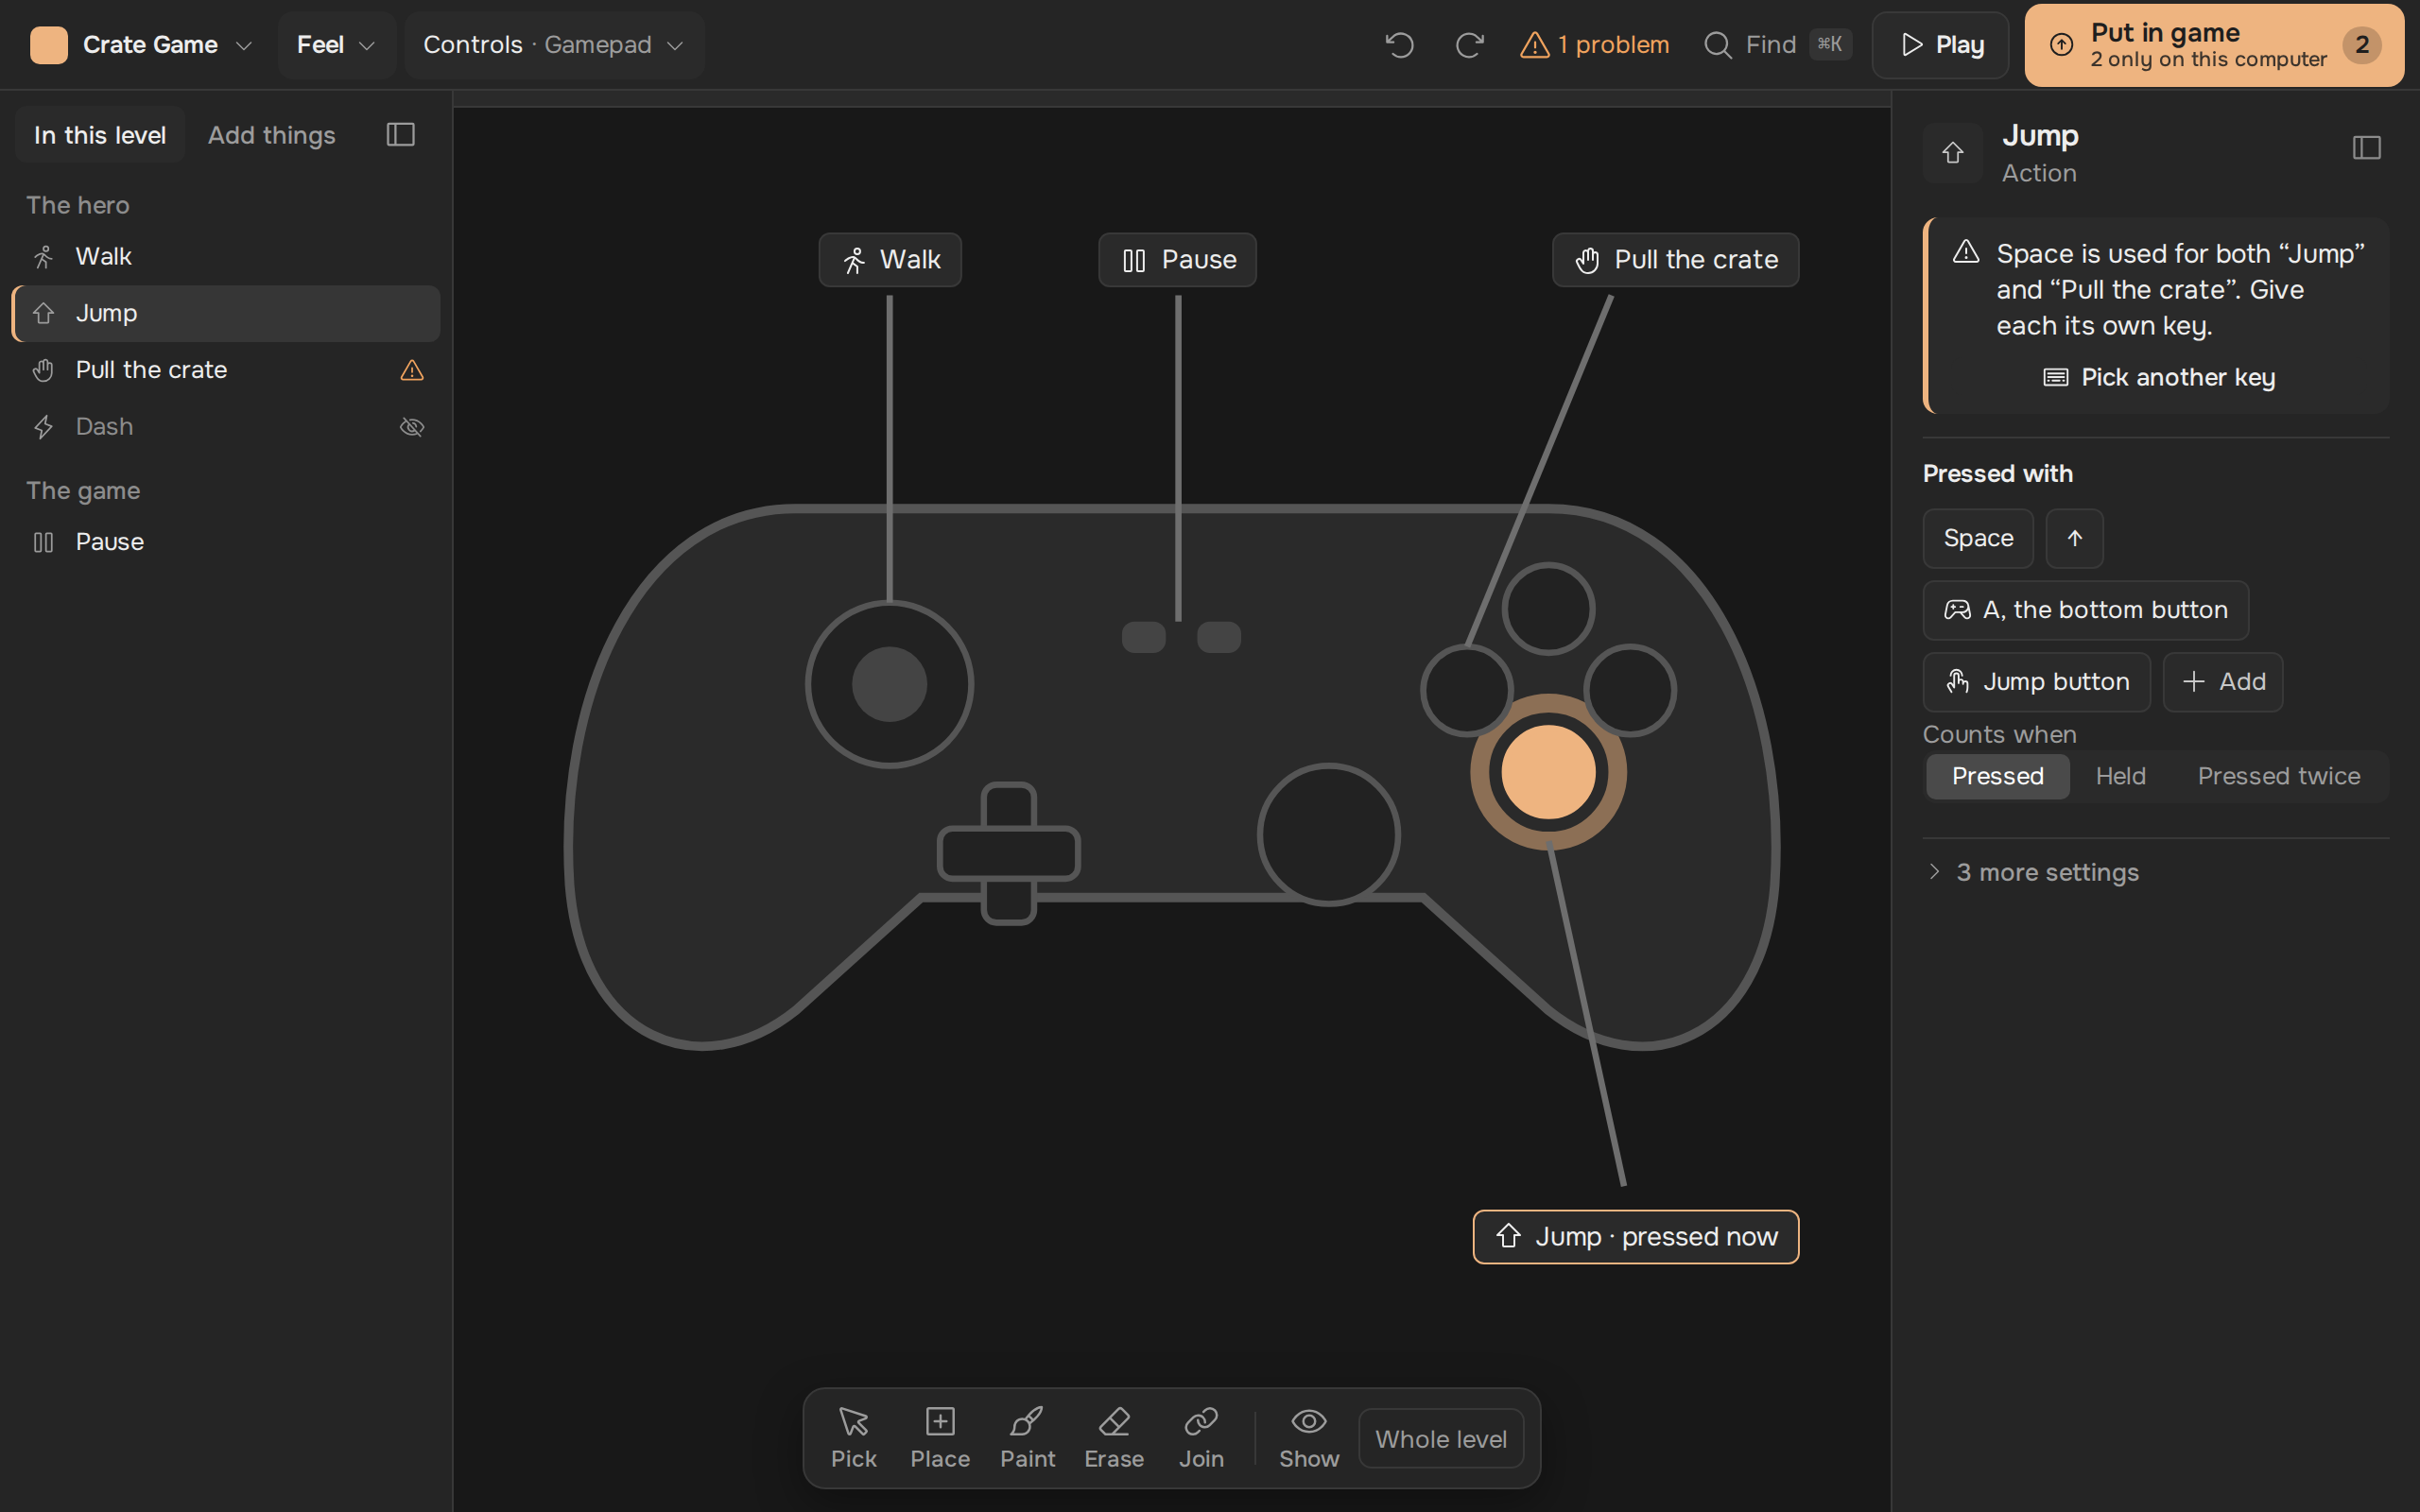 Crate Game
Feel
Controls · Gamepad
1 problem
Find ⌘K
Play
Put in game
2 only on this computer
2
In this level
Add things
The hero
Walk
Jump
Pull the crate
Dash
The game
Pause
Walk
Pause
Pull the crate
Jump · pressed now
Pick
Place
Paint
Erase
Join
Show
Whole level
Jump
Action
Space is used for both “Jump”
and “Pull the crate”. Give
each its own key.
Pick another key
Pressed with
Space
↑
A, the bottom button
Jump button
Add
Counts when
Pressed
Held
Pressed twice
3 more settings